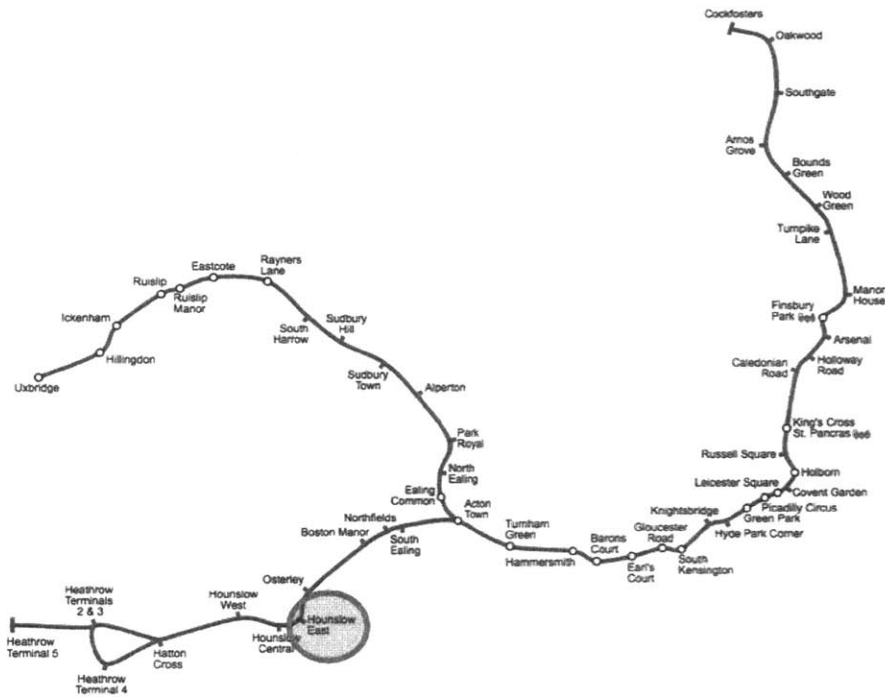 Cockfosters
Oakwood
Southgate
Arnos
Grove
Bounds
Green
Wood
Green
Turnpike
Lane
Manor
House
Finsbury
Park
Arsenal
Holloway
Road
Caledonian
Road
King's Cross
St. Pancras
Russell Square
Holborn
Leicester Square
Covent Garden
Picadilly Circus
Green Park
Hyde Park Corner
Knightsbridge
South
Kensington
Gloucester
Road
Earl's
Court
Barons
Court
Hammersmith
Turnham
Green
Acton
Town
Ealing
Common
North
Ealing
Park
Royal
Alperton
Sudbury
Town
Sudbury
Hill
South
Harrow
Rayners
Lane
Eastcote
Ruislip
Manor
Ruislip
Ickenham
Hillingdon
Uxbridge
South
Ealing
Northfields
Boston Manor
Osterley
Hounslow
East
Hounslow
Central
Hounslow
West
Hatton
Cross
Heathrow
Terminals
2 & 3
Heathrow
Terminal 4
Heathrow
Terminal 5